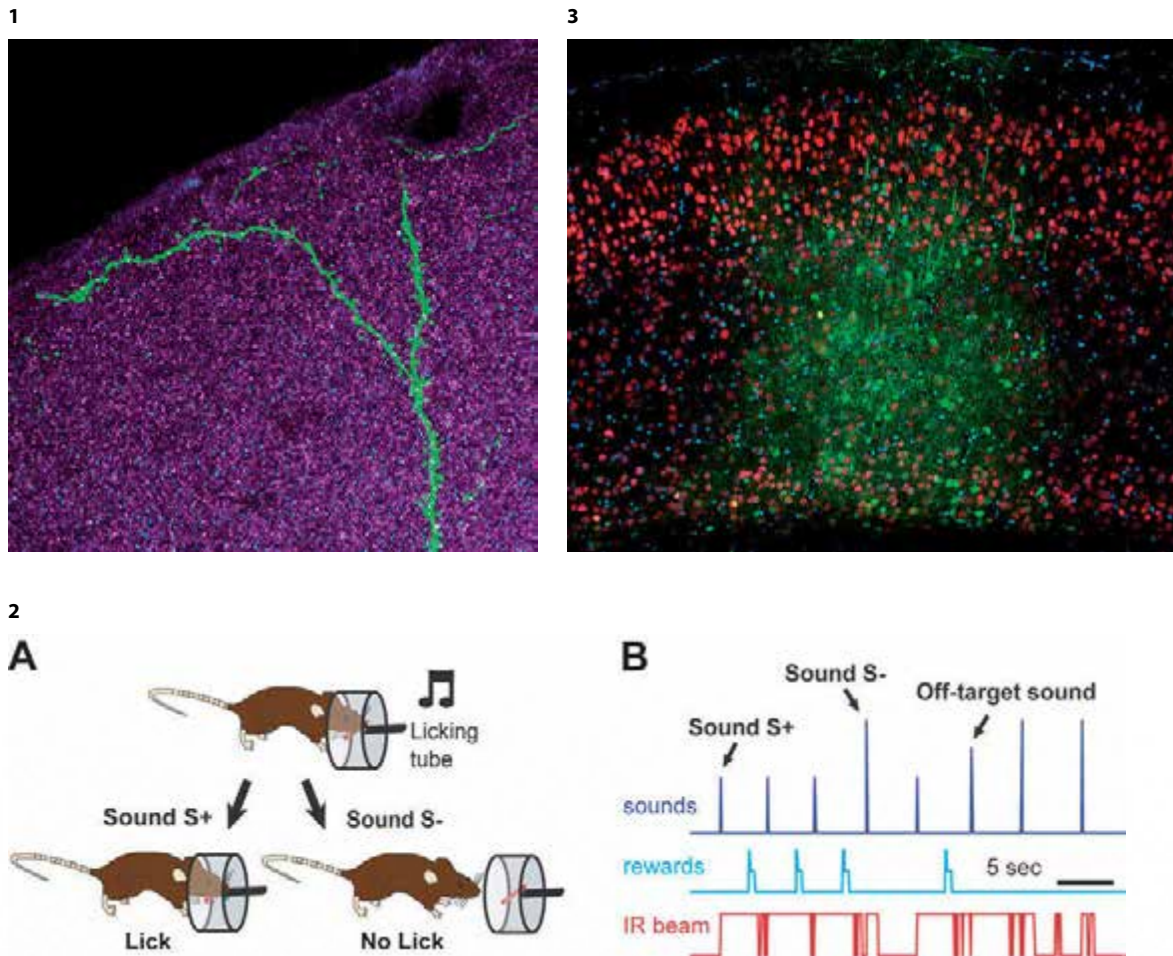 1
3
2
A
Licking
tube
Sound S+
Sound S-
Lick
No Lick
B
Sound S-
Off-target sound
Sound S+
sounds
rewards
5 sec
IR beam